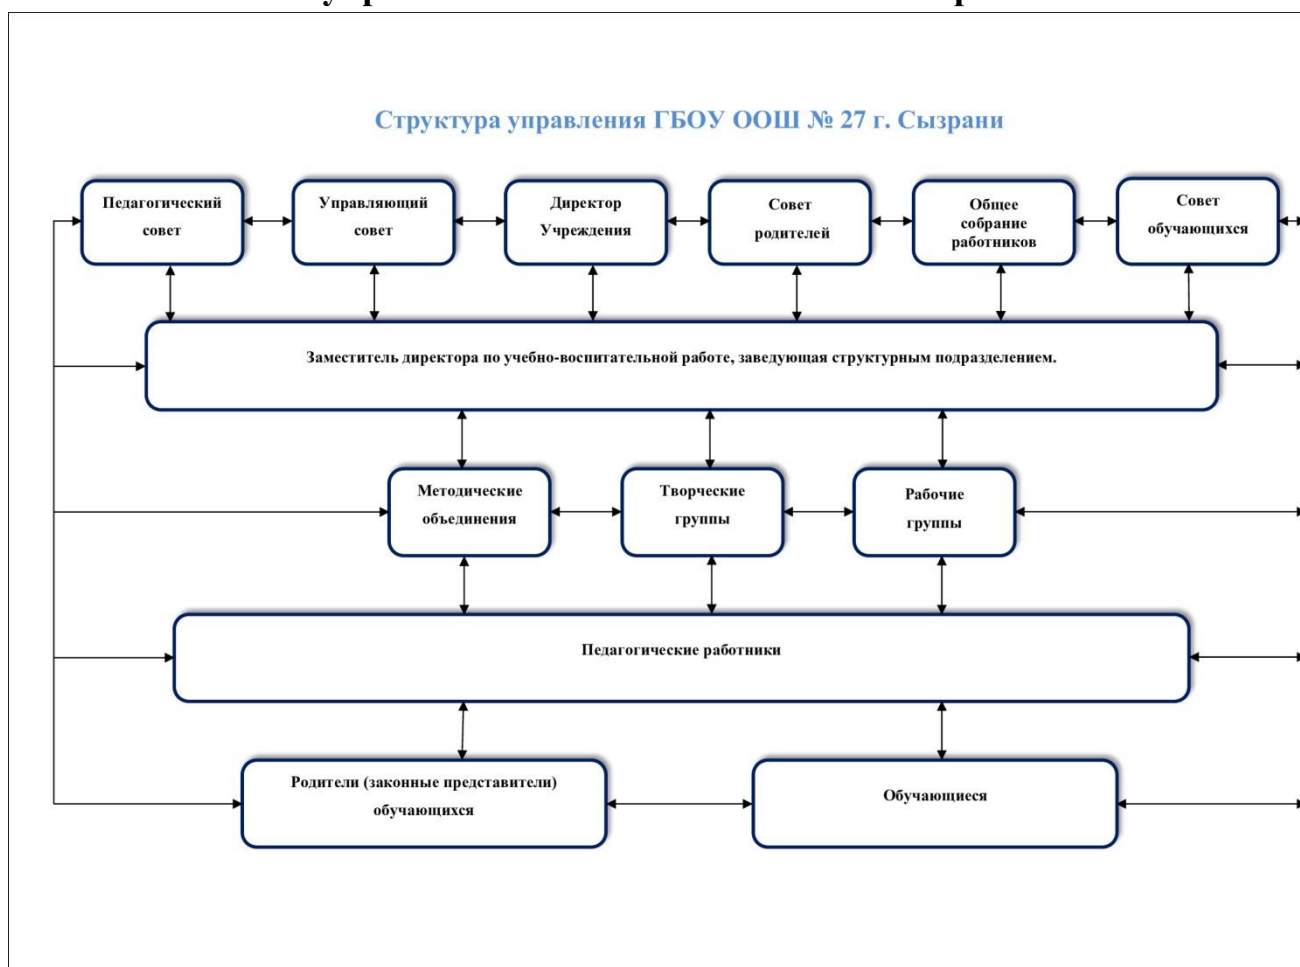 Структура управления ГБОУ ООШ № 27 г. Сызрани
Педагогический
совет
Управляющий
совет
Директор
Учреждения
Совет
родителей
Общее
собрание
работников
Совет
обучающихся
Заместитель директора по учебно-воспитательной работе, заведующая структурным подразделением.
Методические
объединения
Творческие
группы
Рабочие
группы
Педагогические работники
Родители (законные представители)
обучающихся
Обучающиеся